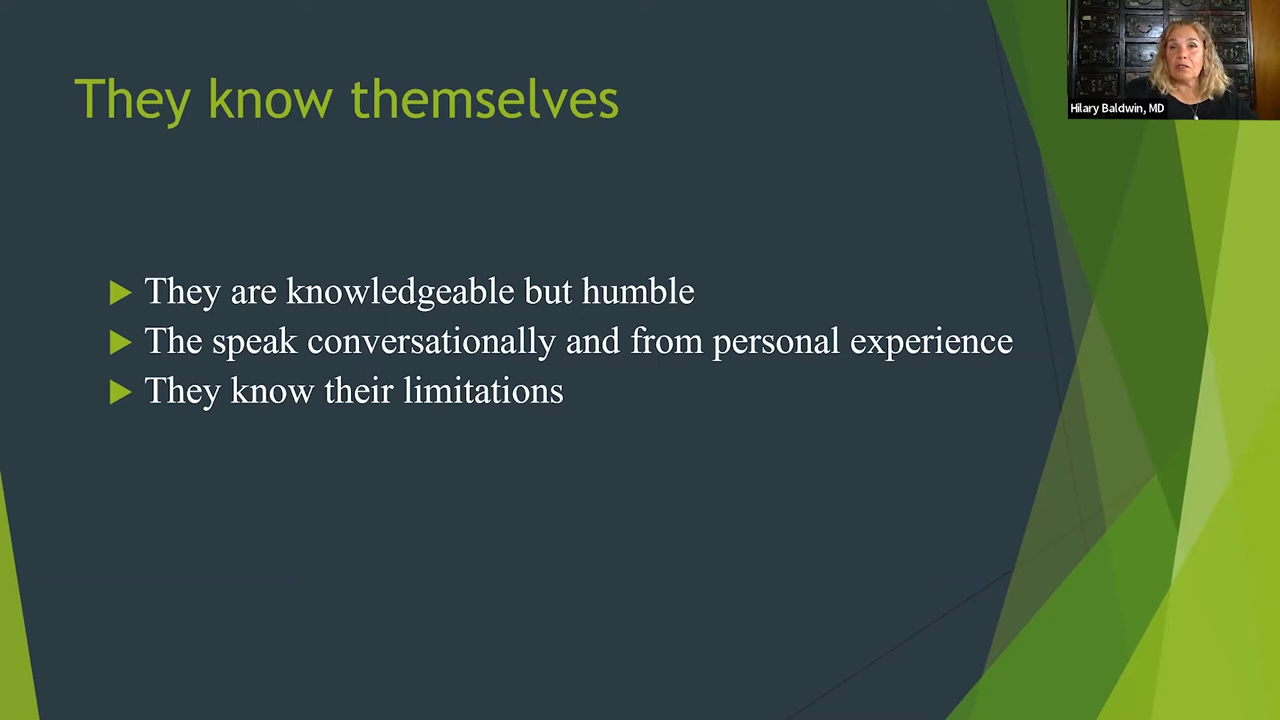 They know themselves
Hilary Baldwin, MD
They are knowledgeable but humble
The speak conversationally and from personal experience
They know their limitations